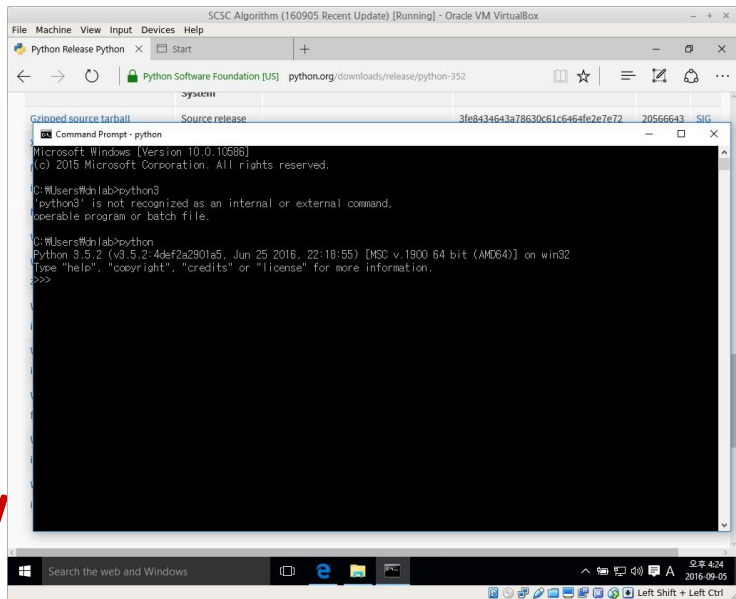 SCSC Algorithm (160905 Recent Update) [Running] - Oracle VM VirtualBox
File Machine View Input Devices Help
Python Release Python
Start
Python Software Foundation [US] python.org/downloads/release/python-352
System
Gzipped source tarball Source release 3fe8434643a78630c61c6464fe2e7e72 20566643 SIG
Command Prompt - python
Microsoft Windows [Version 10.0.10586]
(c) 2015 Microsoft Corporation. All rights reserved.
C:₩Users₩dnlab>python3
'python3' is not recognized as an internal or external command,
operable program or batch file.
C:₩Users₩dnlab>python
Python 3.5.2 (v3.5.2:4def2a2901a5, Jun 25 2016, 22:18:55) [MSC v.1900 64 bit (AMD64)] on win32
Type "help", "copyright", "credits" or "license" for more information.
>>>
Search the web and Windows
A
오후 4:24
2016-09-05
Left Shift + Left Ctrl